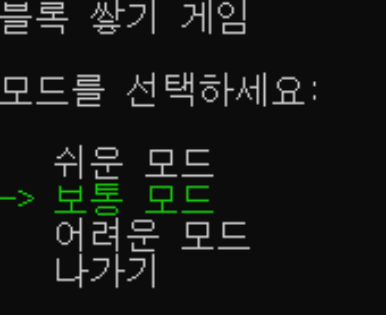 블록 쌓기 게임
모드를 선택하세요:
쉬운 모드
-> 보통 모드
어려운 모드
나가기